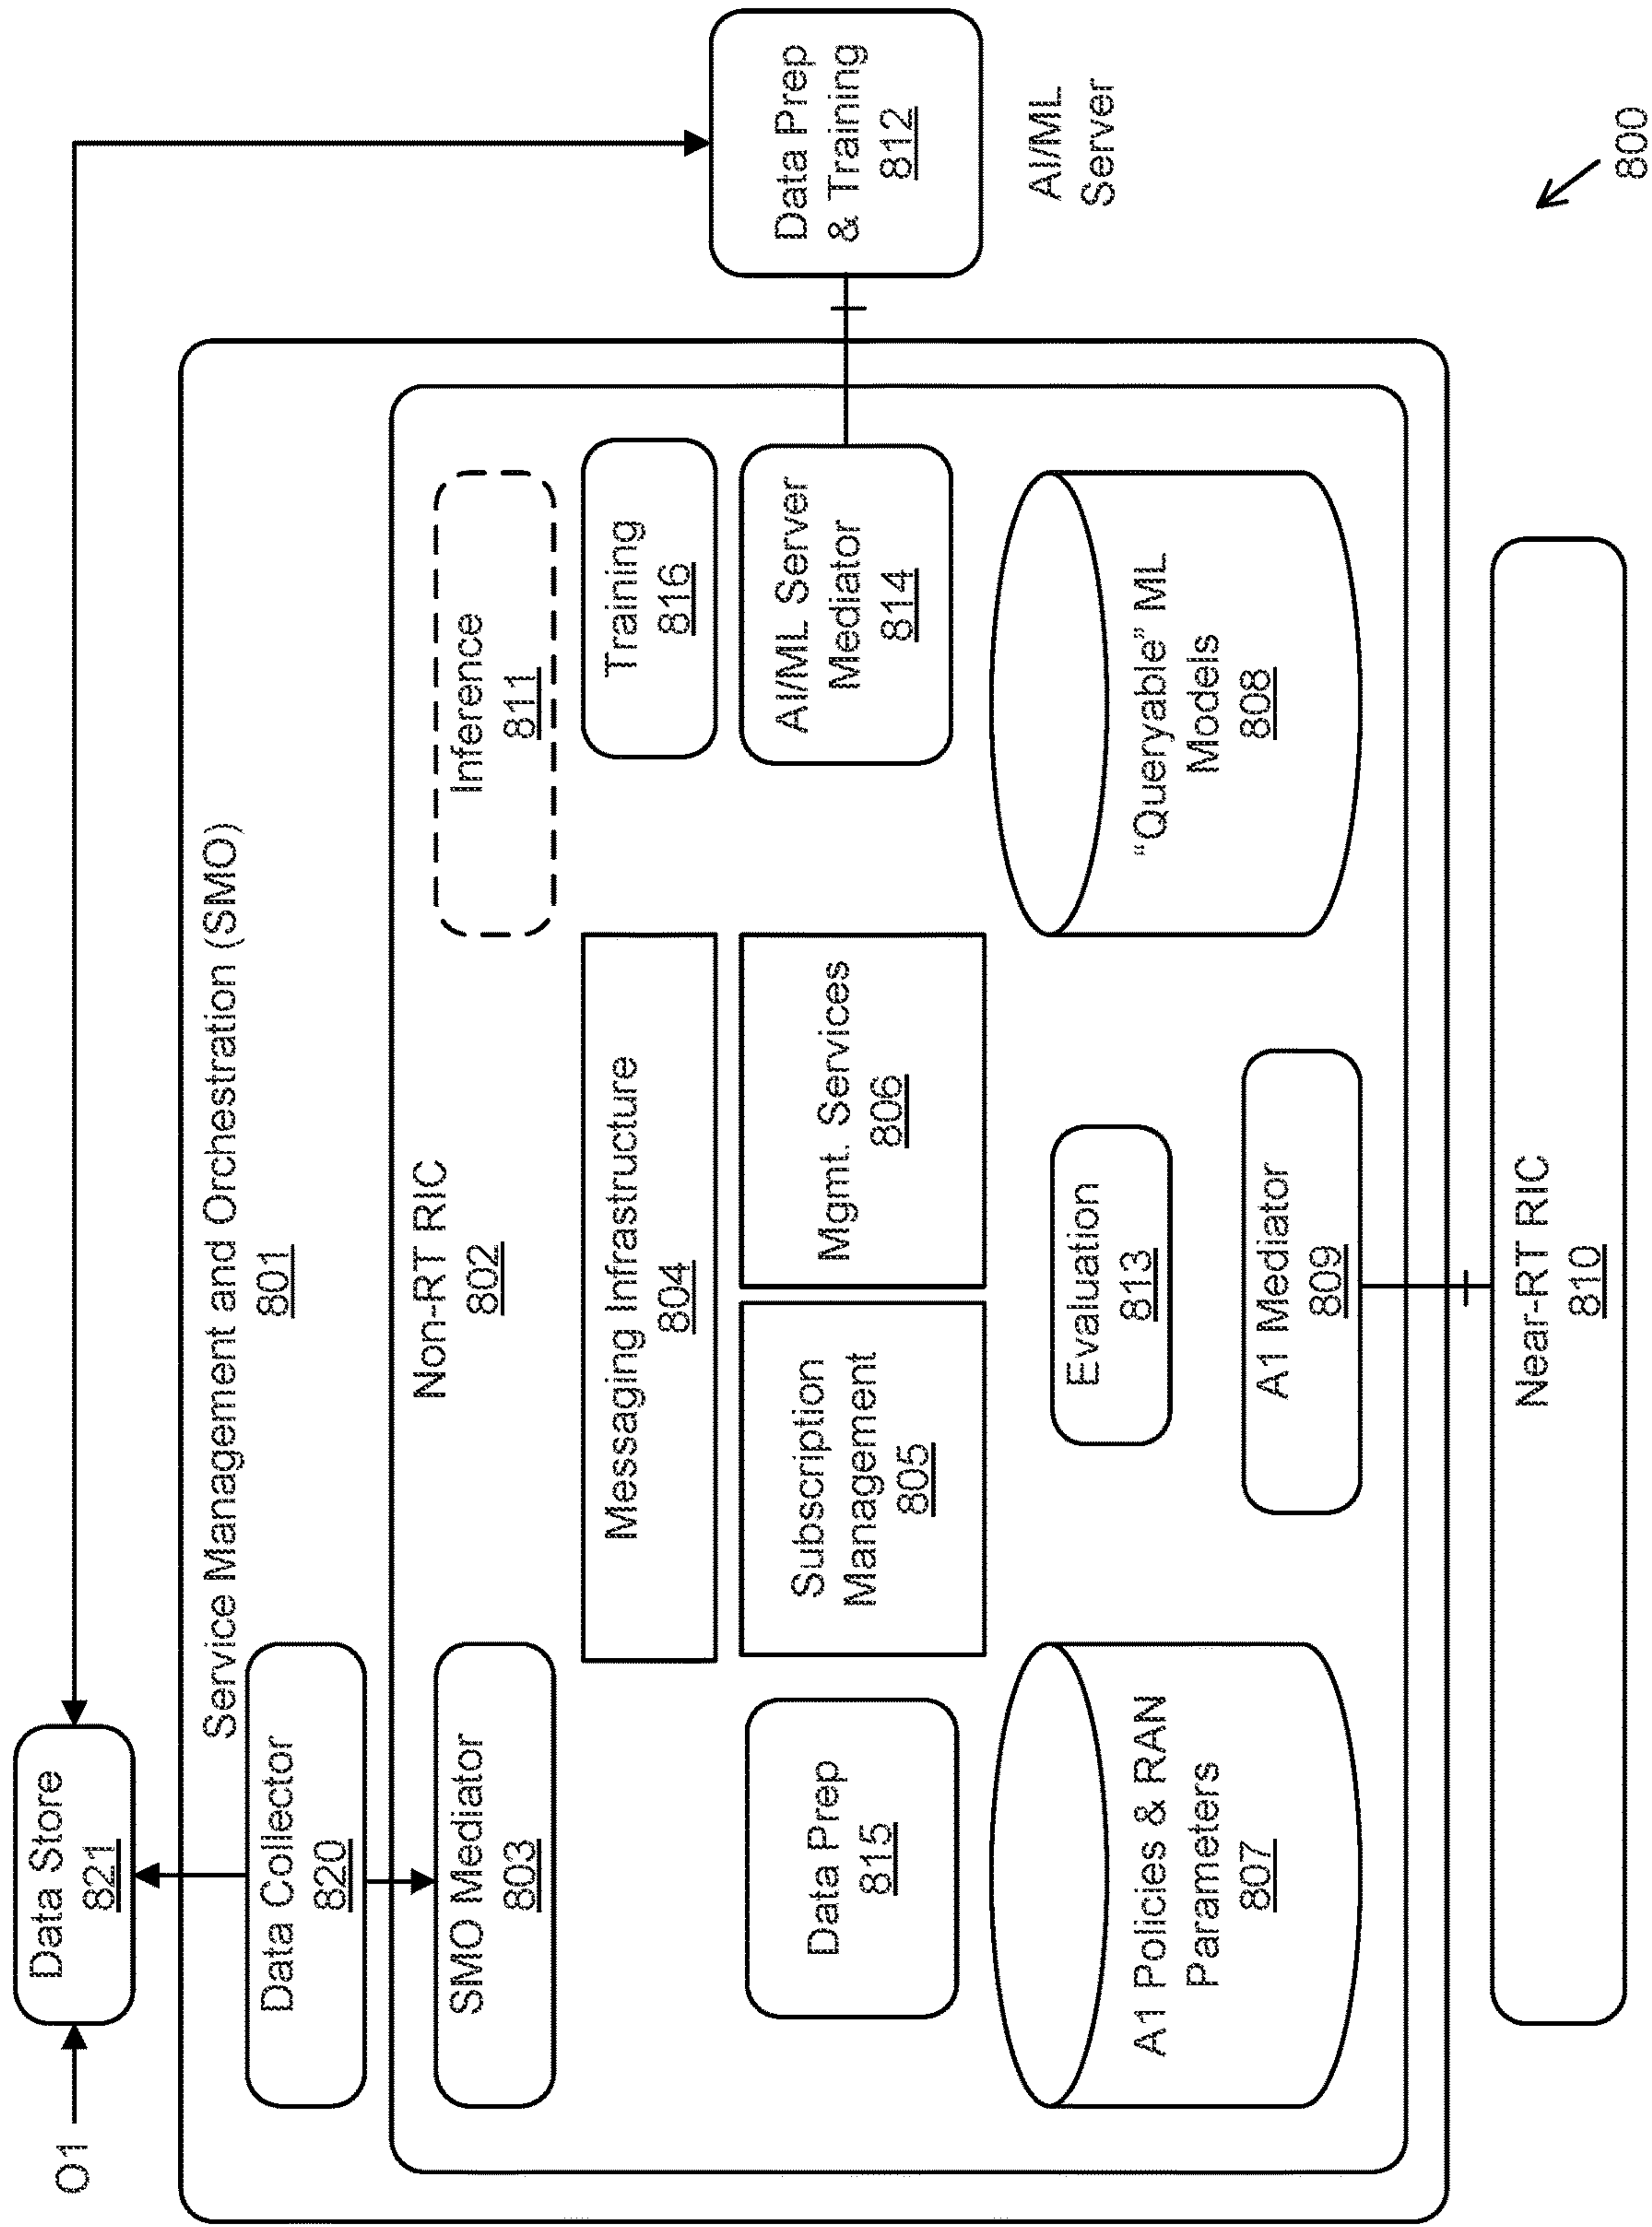 O1
Data Store
821
Service Management and Orchestration (SMO)
801
Data Collector
820
Non-RT RIC
802
SMO Mediator
803
Inference
811
Messaging Infrastructure
804
Training
816
Data Prep
815
Subscription
Management
805
Mgmt. Services
806
AI/ML Server
Mediator
814
Data Prep
& Training
812
AI/ML
Server
A1 Policies & RAN
Parameters
807
Evaluation
813
A1 Mediator
809
“Queryable” ML
Models
808
Near-RT RIC
810
800